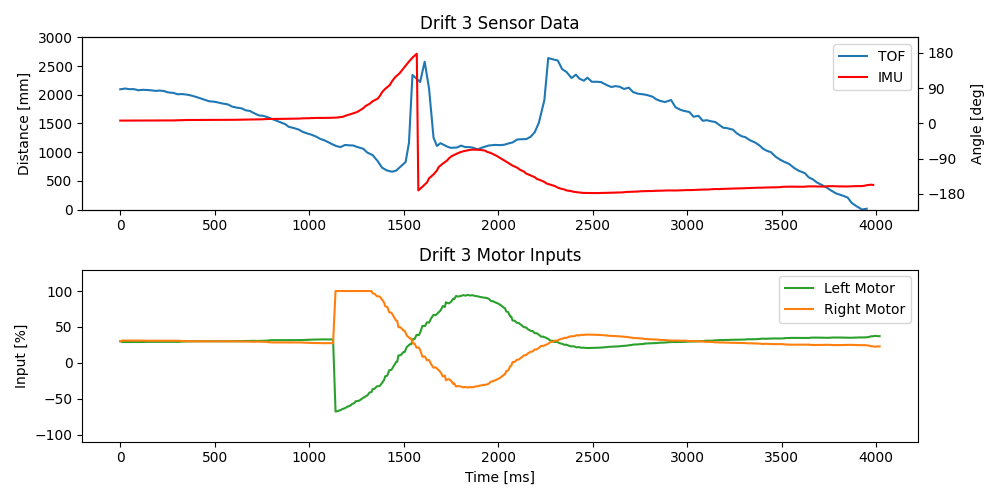 Drift 3 Sensor Data
Distance [mm]
3000
2500
2000
1500
1000
500
0
0 500 1000 1500 2000 2500 3000 3500 4000
TOF
IMU
180
90
0
−90
−180
Angle [deg]
Drift 3 Motor Inputs
Input [%]
100
50
0
−50
−100
Left Motor
Right Motor
0 500 1000 1500 2000 2500 3000 3500 4000
Time [ms]